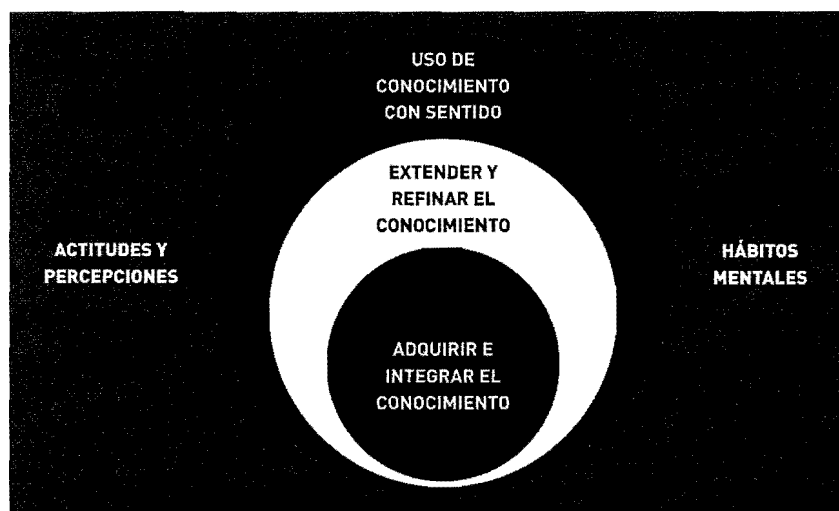 USO DE
CONOCIMIENTO
CON SENTIDO
EXTENDER Y
REFINAR EL
CONOCIMIENTO
ACTITUDES Y
PERCEPCIONES
HÁBITOS
MENTALES
ADQUIRIR E
INTEGRAR EL
CONOCIMIENTO